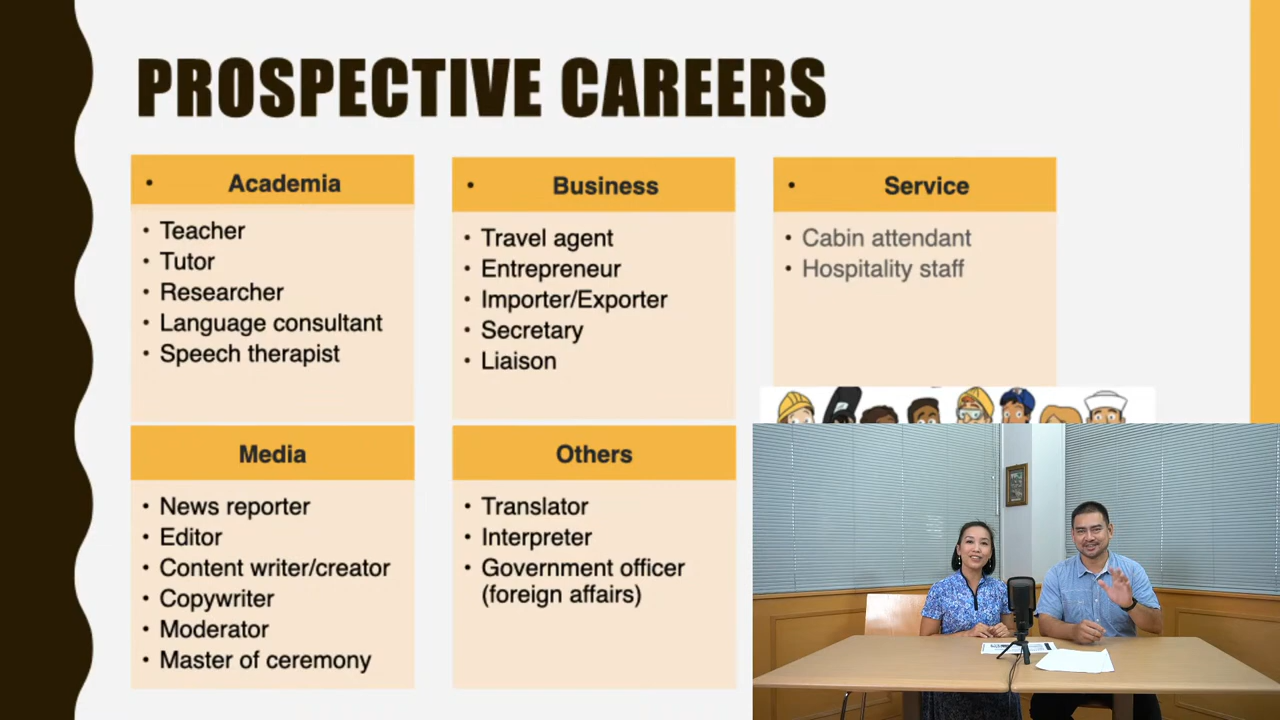 PROSPECTIVE CAREERS
• Academia
• Teacher
• Tutor
• Researcher
• Language consultant
• Speech therapist
• Business
• Travel agent
• Entrepreneur
• Importer/Exporter
• Secretary
• Liaison
• Service
• Cabin attendant
• Hospitality staff
Media
• News reporter
• Editor
• Content writer/creator
• Copywriter
• Moderator
• Master of ceremony
Others
• Translator
• Interpreter
• Government officer
(foreign affairs)